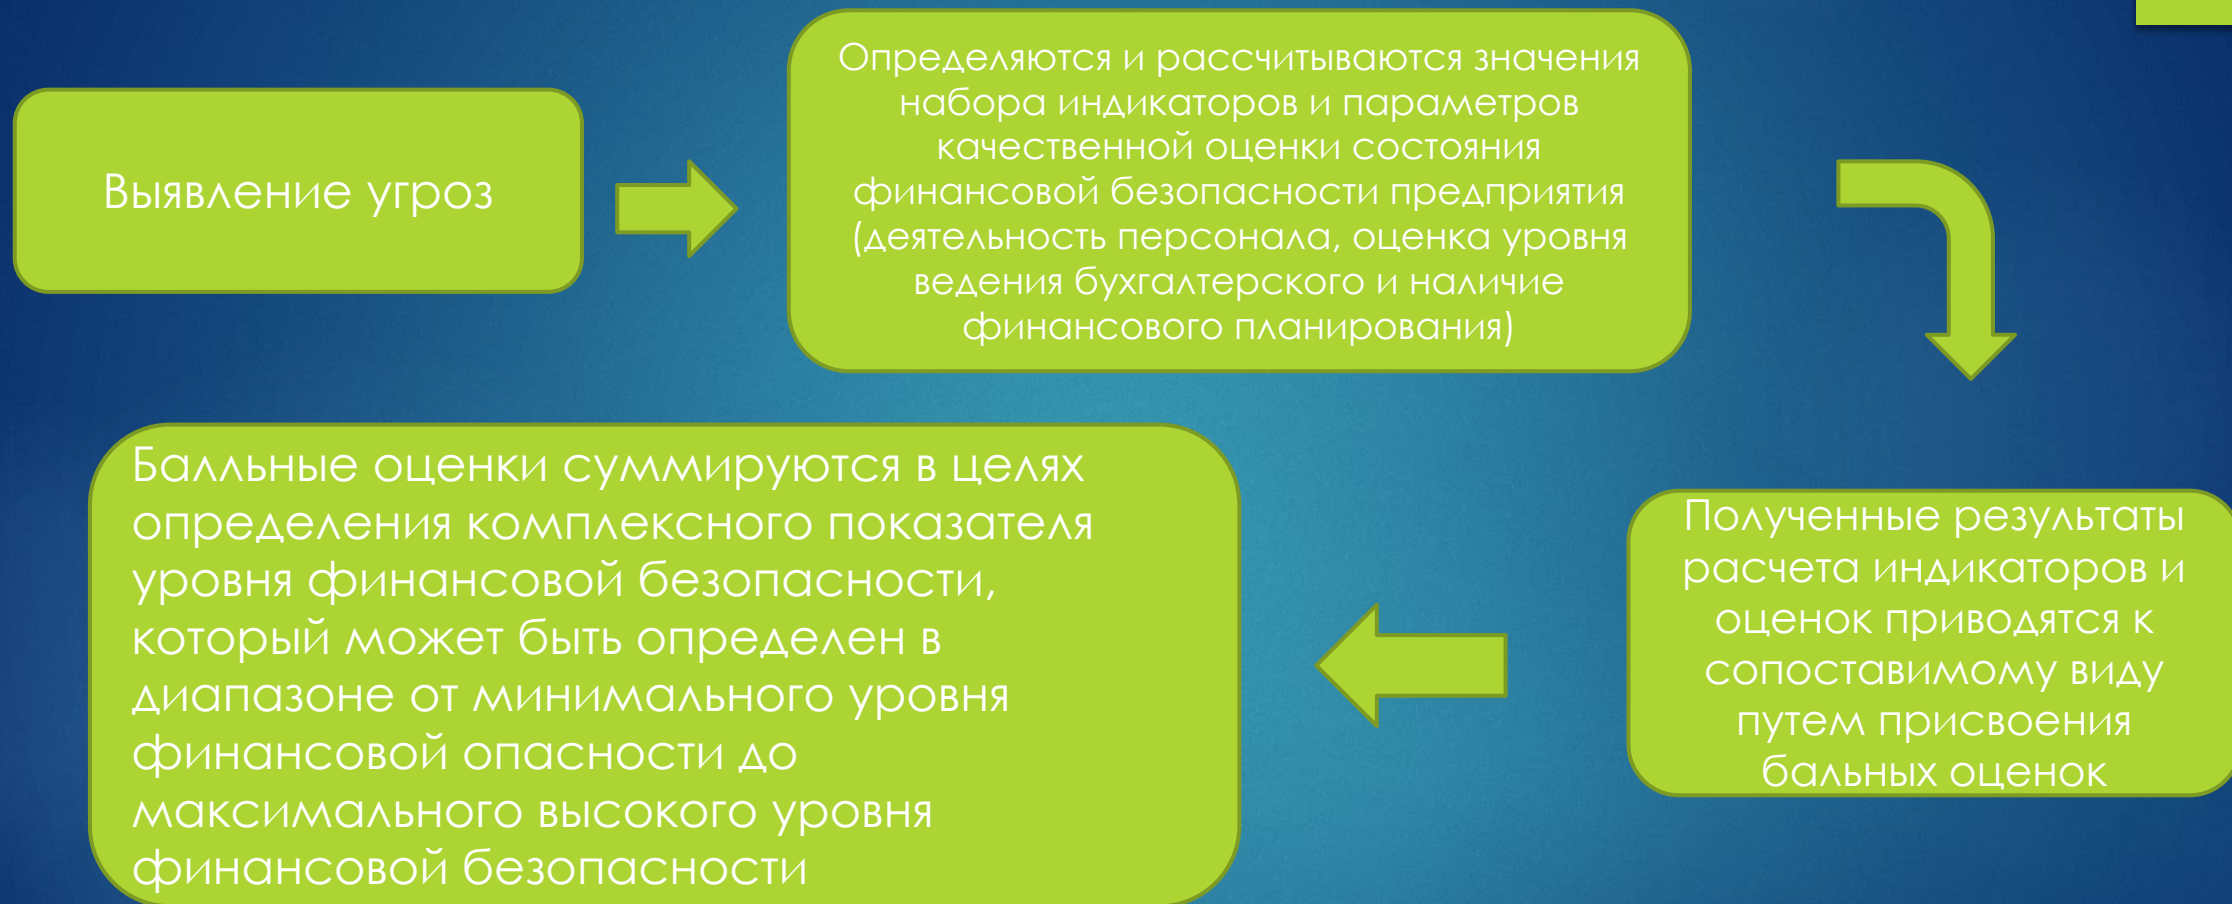 Выявление угроз
Определяются и рассчитываются значения
набора индикаторов и параметров
качественной оценки состояния
финансовой безопасности предприятия
(деятельность персонала, оценка уровня
ведения бухгалтерского и наличие
финансового планирования)
Полученные результаты
расчета индикаторов и
оценок приводятся к
сопоставимому виду
путем присвоения
бальных оценок
Балльные оценки суммируются в целях
определения комплексного показателя
уровня финансовой безопасности,
который может быть определен в
диапазоне от минимального уровня
финансовой опасности до
максимального высокого уровня
финансовой безопасности